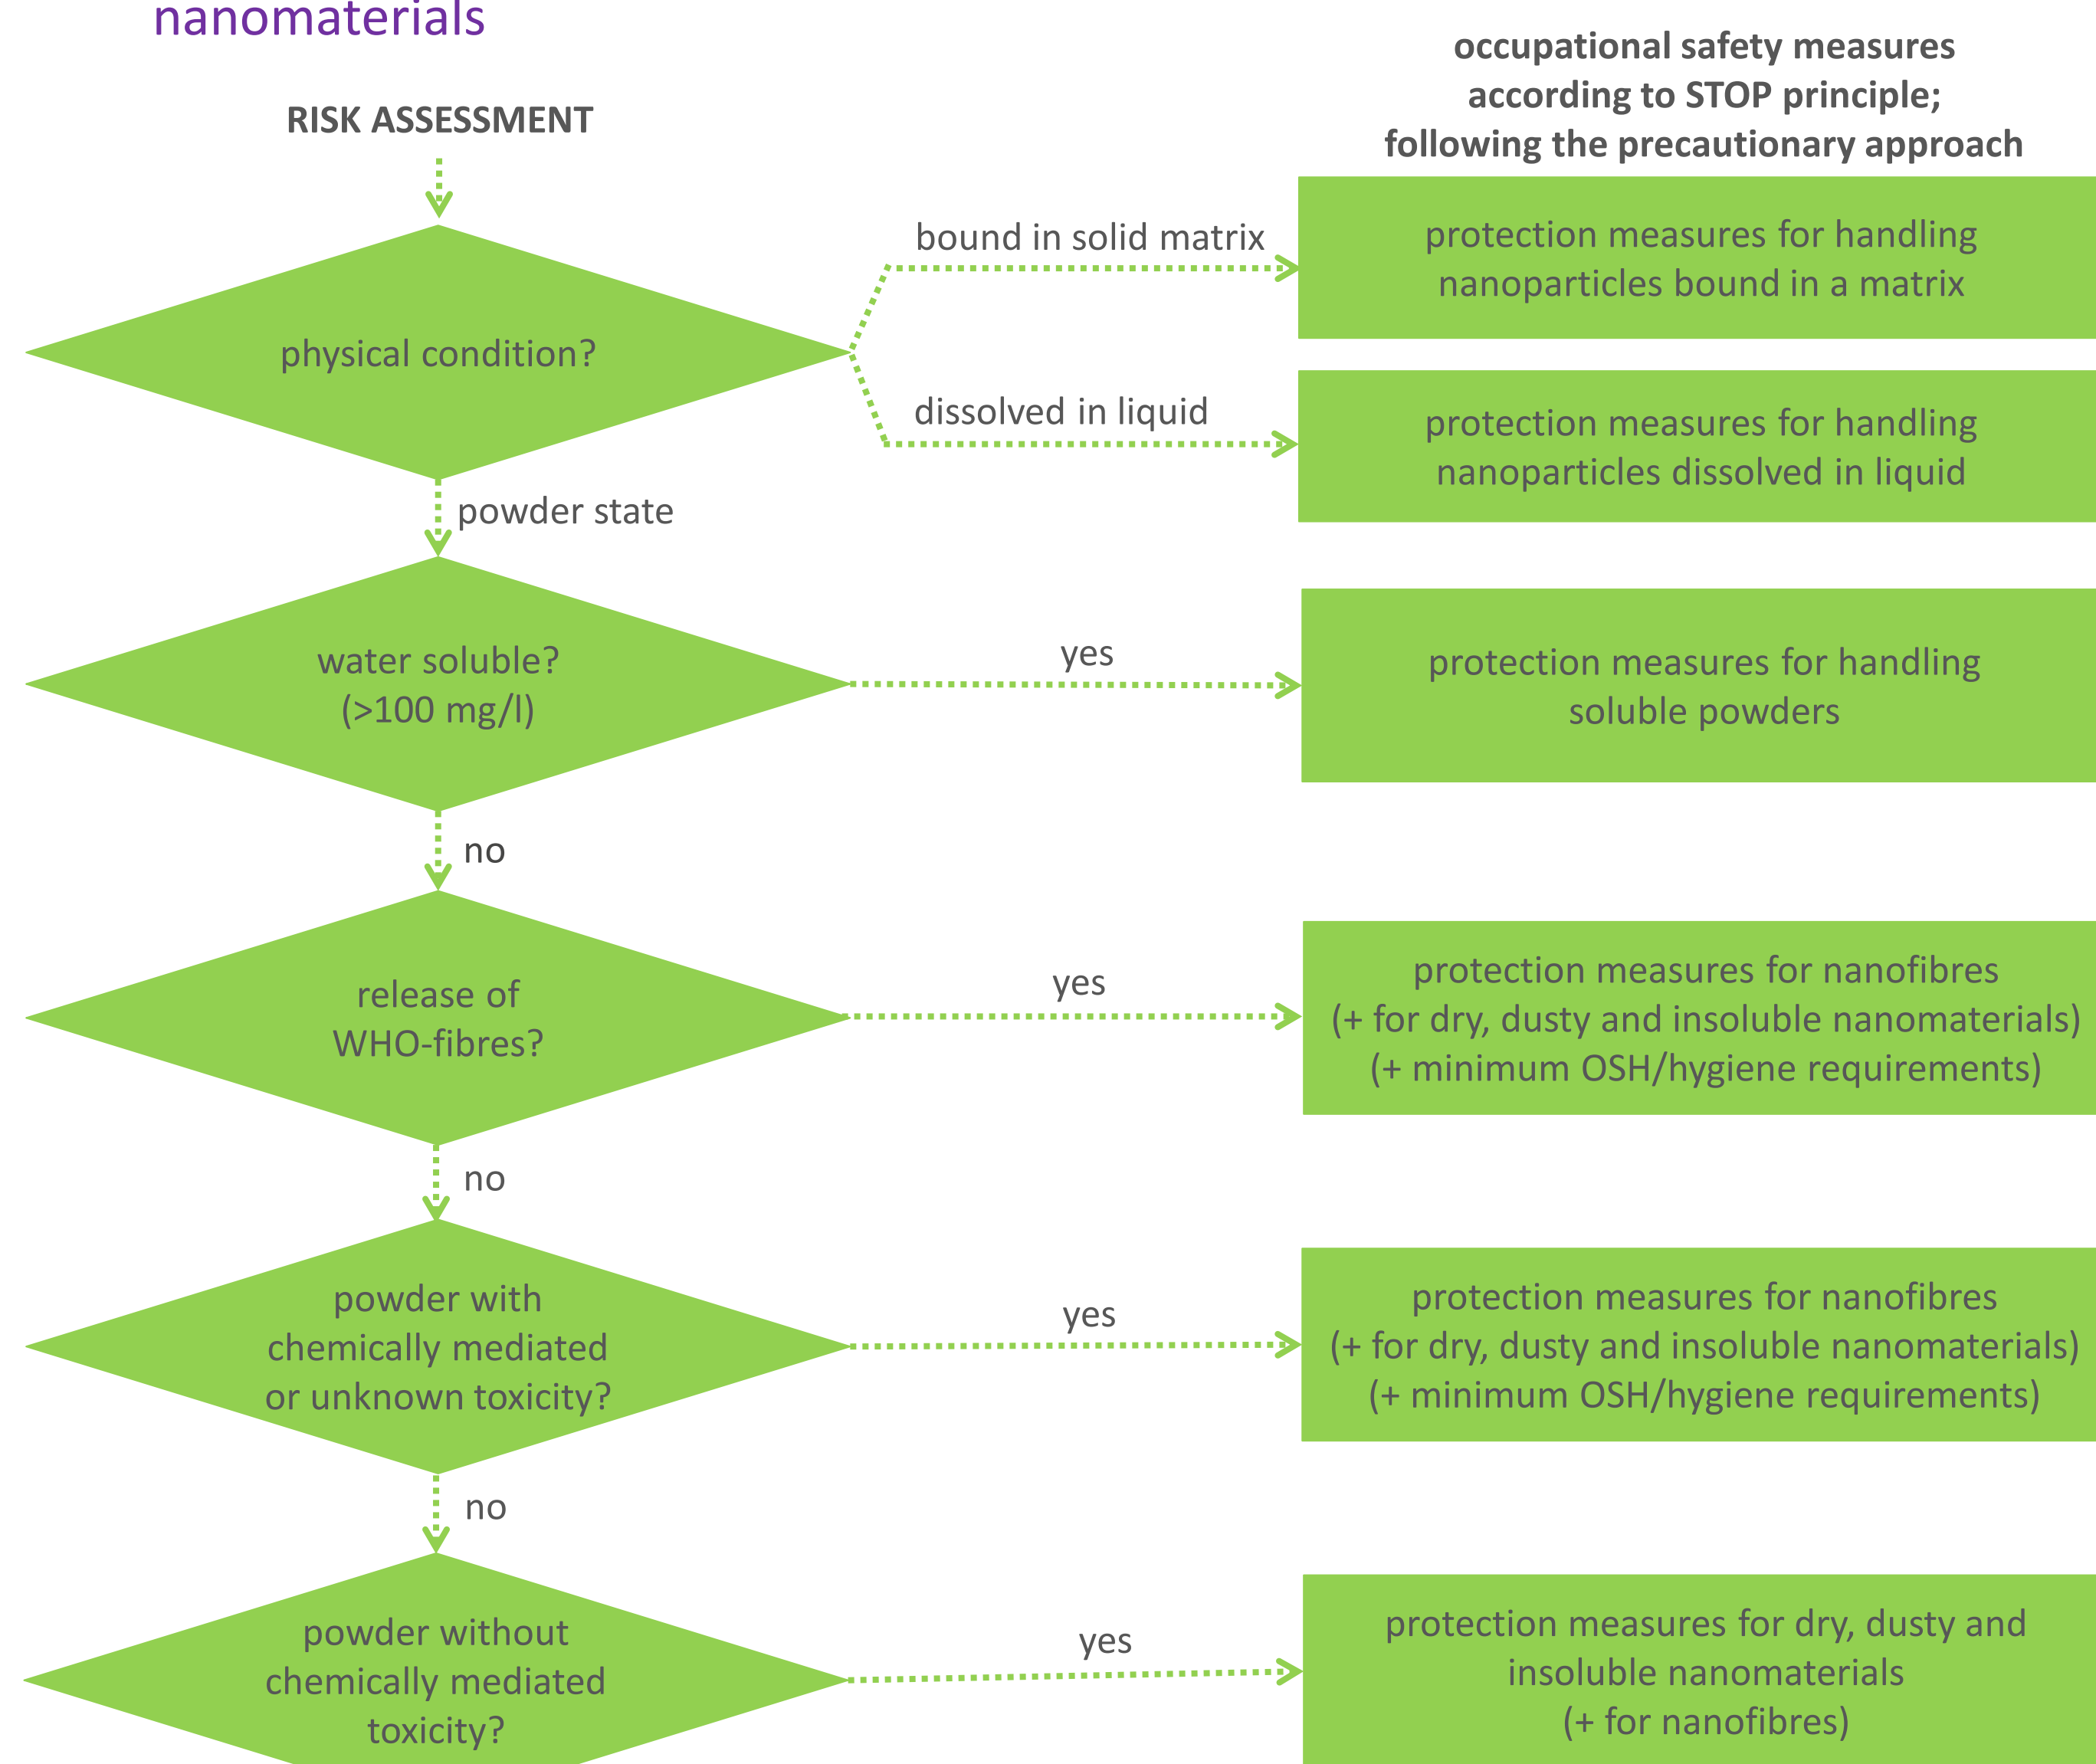 nanomaterials
occupational safety measures
according to STOP principle;
following the precautionary approach
RISK ASSESSMENT
physical condition?
bound in solid matrix
protection measures for handling
nanoparticles bound in a matrix
dissolved in liquid
protection measures for handling
nanoparticles dissolved in liquid
powder state
water soluble?
(>100 mg/l)
yes
protection measures for handling
soluble powders
no
release of
WHO-fibres?
yes
protection measures for nanofibres
(+ for dry, dusty and insoluble nanomaterials)
(+ minimum OSH/hygiene requirements)
no
powder with
chemically mediated
or unknown toxicity?
yes
protection measures for nanofibres
(+ for dry, dusty and insoluble nanomaterials)
(+ minimum OSH/hygiene requirements)
no
powder without
chemically mediated
toxicity?
yes
protection measures for dry, dusty and
insoluble nanomaterials
(+ for nanofibres)